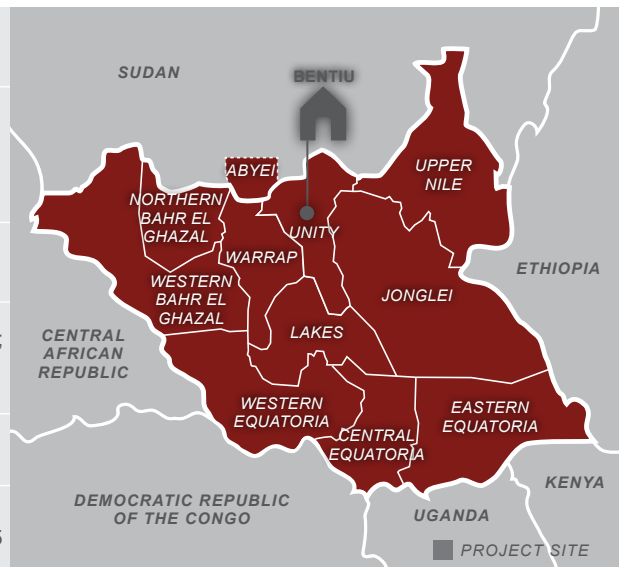 SUDAN
BENTIU
ABYEI
UPPER
NILE
NORTHERN
BAHR EL
GHAZAL
UNITY
WARRAP
ETHIOPIA
WESTERN
BAHR EL
GHAZAL
JONGLEI
LAKES
CENTRAL
AFRICAN
REPUBLIC
WESTERN
EQUATORIA
EASTERN
EQUATORIA
CENTRAL
EQUATORIA
KENYA
DEMOCRATIC REPUBLIC
OF THE CONGO
UGANDA
PROJECT SITE